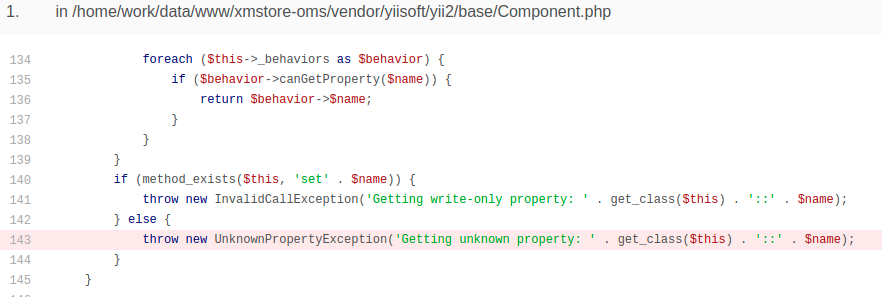 1. in /home/work/data/www/xmstore-oms/vendor/yiisoft/yii2/base/Component.php
134 foreach ($this->_behaviors as $behavior) {
135 if ($behavior->canGetProperty($name)) {
136 return $behavior->$name;
137 }
138 }
139 }
140 if (method_exists($this, 'set' . $name)) {
141 throw new InvalidCallException('Getting write-only property: ' . get_class($this) . '::' . $name);
142 } else {
143 throw new UnknownPropertyException('Getting unknown property: ' . get_class($this) . '::' . $name);
144 }
145 }